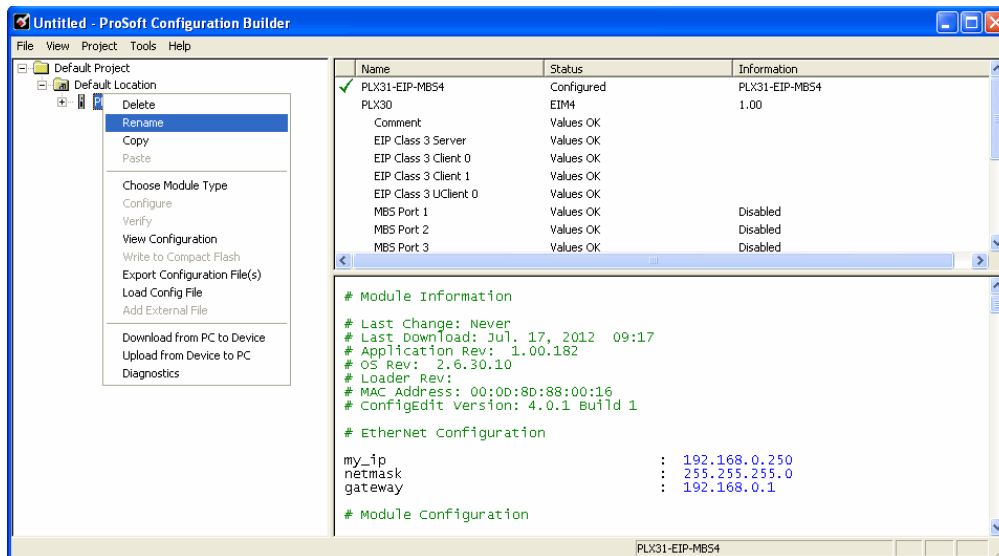 Untitled - ProSoft Configuration Builder
File View Project Tools Help
Default Project
Default Location
Delete
Rename
Copy
Paste
Choose Module Type
Configure
Verify
View Configuration
Write to Compact Flash
Export Configuration File(s)
Load Config File
Add External File
Download from PC to Device
Upload from Device to PC
Diagnostics
Name Status Information
PLX31-EIP-MBS4 Configured PLX31-EIP-MBS4
PLX30 EIM4 1.00
Comment Values OK
EIP Class 3 Server Values OK
EIP Class 3 Client 0 Values OK
EIP Class 3 Client 1 Values OK
EIP Class 3 UClient 0 Values OK
MBS Port 1 Values OK Disabled
MBS Port 2 Values OK Disabled
MBS Port 3 Values OK Disabled
# Module Information
# Last Change: Never
# Last Download: Jul. 17, 2012 09:17
# Application Rev: 1.00.182
# OS Rev: 2.6.30.10
# Loader Rev:
# MAC Address: 00:0D:8D:88:00:16
# ConfigEdit Version: 4.0.1 Build 1
# EtherNet Configuration
my_ip : 192.168.0.250
netmask : 255.255.255.0
gateway : 192.168.0.1
# Module Configuration
PLX31-EIP-MBS4